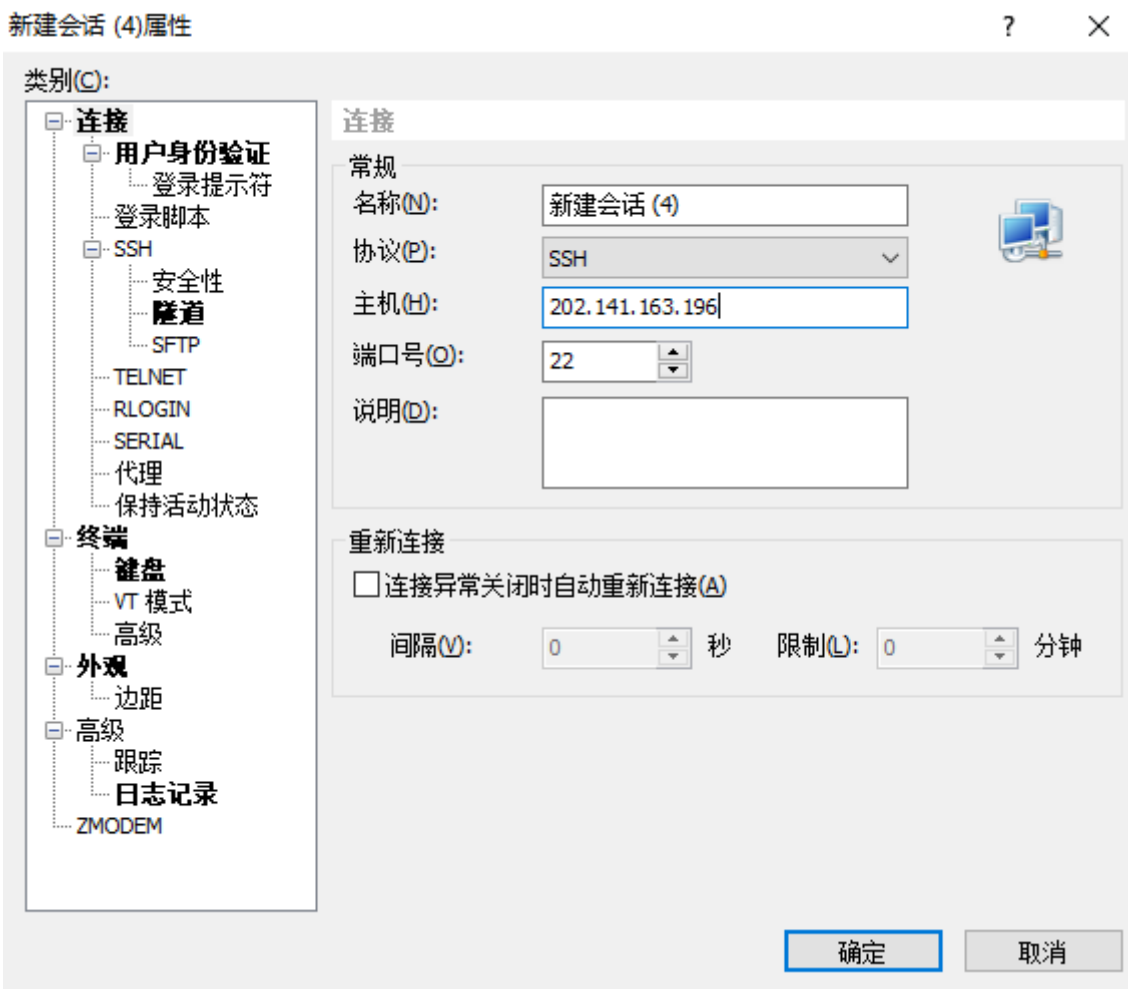 新建会话 (4)属性
?
类别(C):
连接
用户身份验证
登录提示符
登录脚本
SSH
安全性
隧道
SFTP
TELNET
RLOGIN
SERIAL
代理
保持活动状态
终端
键盘
VT 模式
高级
外观
边距
高级
跟踪
日志记录
ZMODEM
连接
常规
名称(N): 新建会话 (4)
协议(P): SSH
主机(H): 202.141.163.196
端口号(O): 22
说明(D):
重新连接
连接异常关闭时自动重新连接(A)
间隔(V): 0 秒 限制(L): 0 分钟
确定 取消